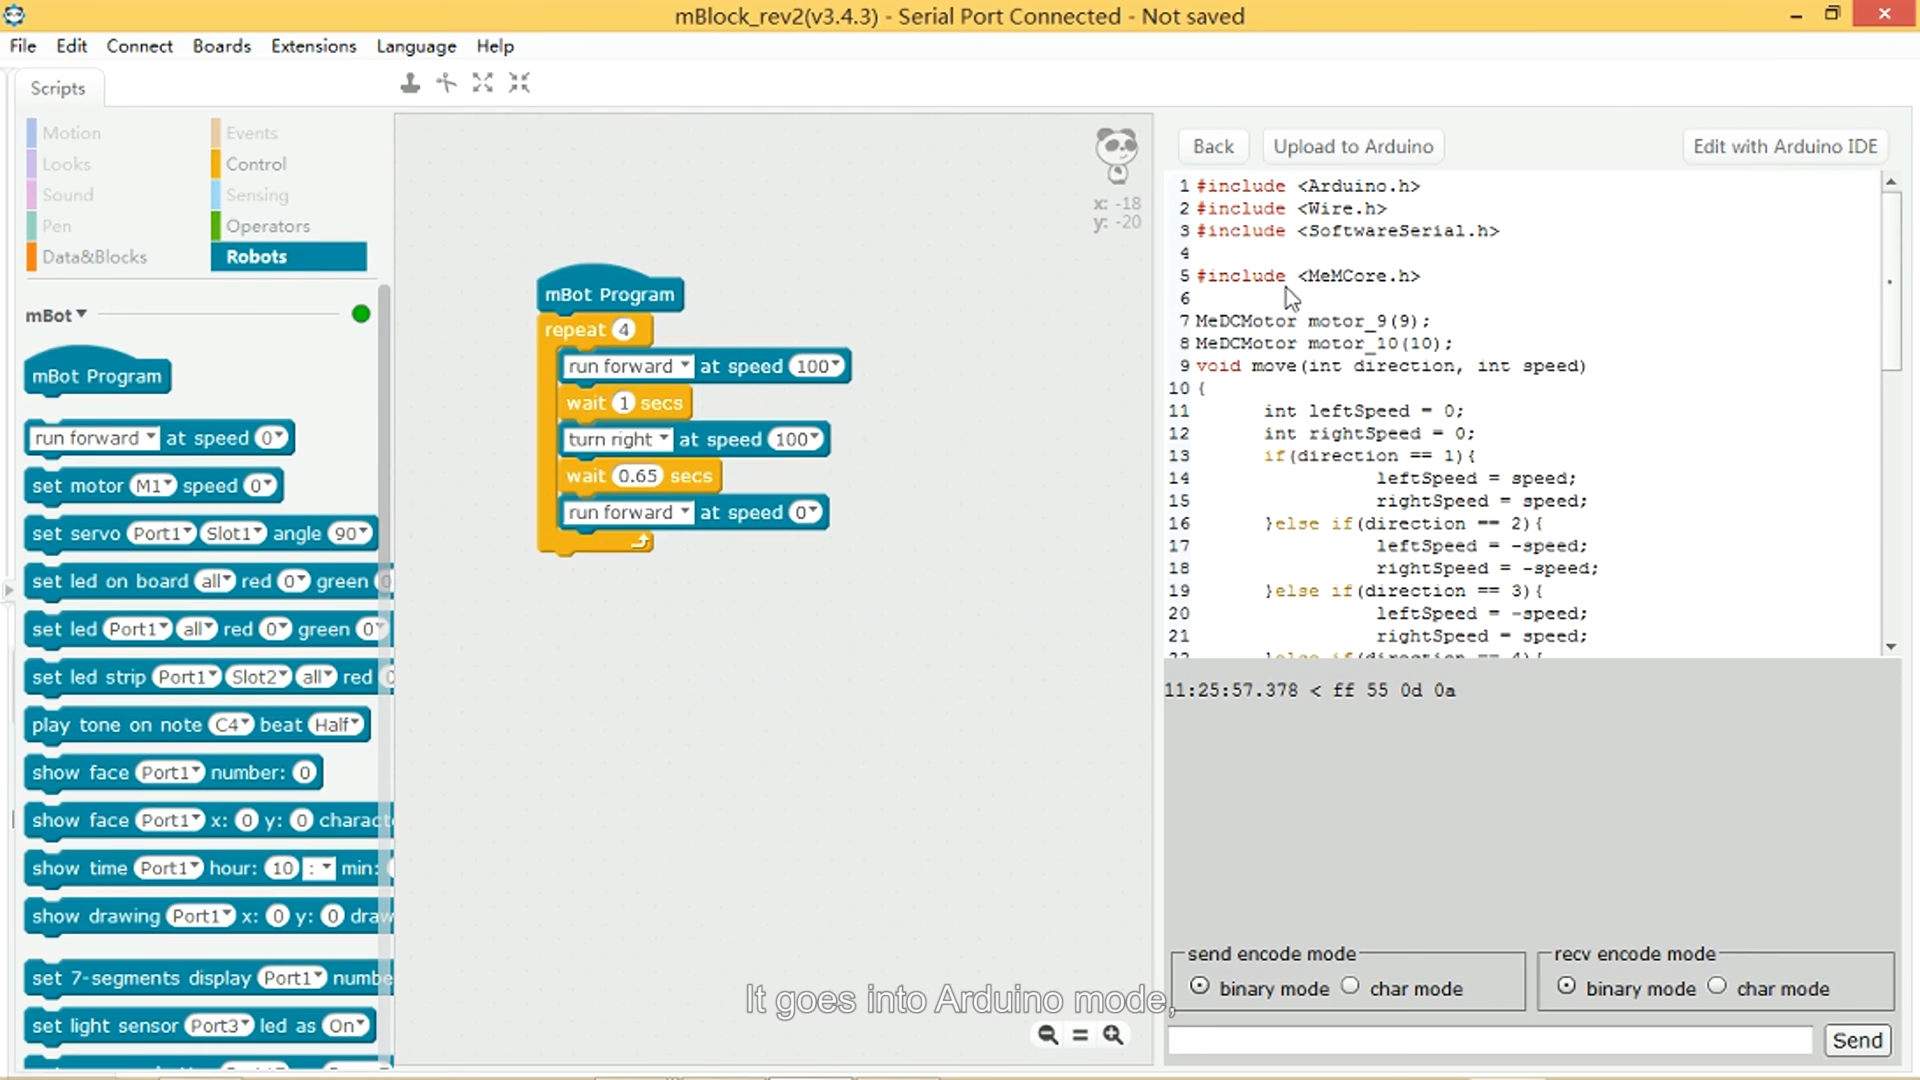 mBlock_rev2(v3.4.3) - Serial Port Connected - Not saved
File Edit Connect Boards Extensions Language Help
Scripts
Motion Events
Looks Control
Sound Sensing
Pen Operators
Data&Blocks Robots
mBot
mBot Program
run forward at speed 0
set motor M1 speed 0
set servo Port1 Slot1 angle 90
set led on board all red 0 green 0
set led Port1 all red 0 green 0
set led strip Port1 Slot2 all red 0
play tone on note C4 beat Half
show face Port1 number: 0
show face Port1 x: 0 y: 0 charact
show time Port1 hour: 10 : min:
show drawing Port1 x: 0 y: 0 draw
set 7-segments display Port1 numbe
set light sensor Port3 led as On
x: -18
y: -20
mBot Program
repeat 4
run forward at speed 100
wait 1 secs
turn right at speed 100
wait 0.65 secs
run forward at speed 0
Back Upload to Arduino Edit with Arduino IDE
1 #include <Arduino.h>
2 #include <Wire.h>
3 #include <SoftwareSerial.h>
4
5 #include <MeMCore.h>
6
7 MeDCMotor motor_9(9);
8 MeDCMotor motor_10(10);
9 void move(int direction, int speed)
10 {
11 int leftSpeed = 0;
12 int rightSpeed = 0;
13 if(direction == 1){
14 leftSpeed = speed;
15 rightSpeed = speed;
16 }else if(direction == 2){
17 leftSpeed = -speed;
18 rightSpeed = -speed;
19 }else if(direction == 3){
20 leftSpeed = -speed;
21 rightSpeed = speed;
22 }else if(direction == 4){
11:25:57.378 < ff 55 0d 0a
send encode mode
binary mode char mode
recv encode mode
binary mode char mode
Send
It goes into Arduino mode,